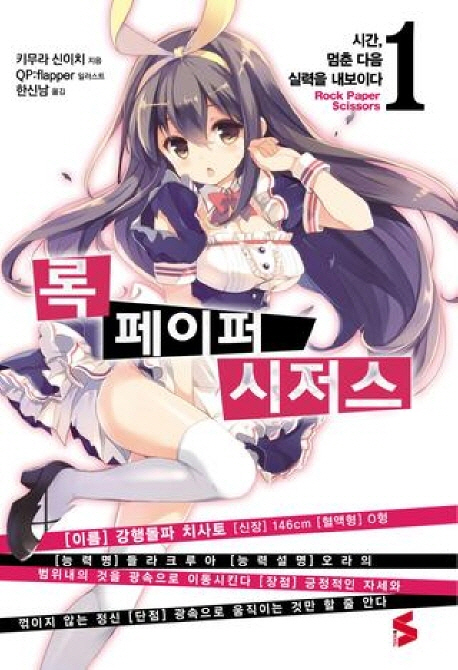 키무라 신이치 지음
QP:flapper 일러스트
한신남 옮김
시간,
멈춘 다음
실력을 내보이다
Rock Paper
Scissors
1
록
페이퍼
시저스
[이름] 강행돌파 치사토 [신장] 146cm [혈액형] O형
[능력명] 들라크루아 [능력설명] 오라의
범위내의 것을 광속으로 이동시킨다 [장점] 긍정적인 자세와
꺾이지 않는 정신 [단점] 광속으로 움직이는 것만 할 줄 안다
S